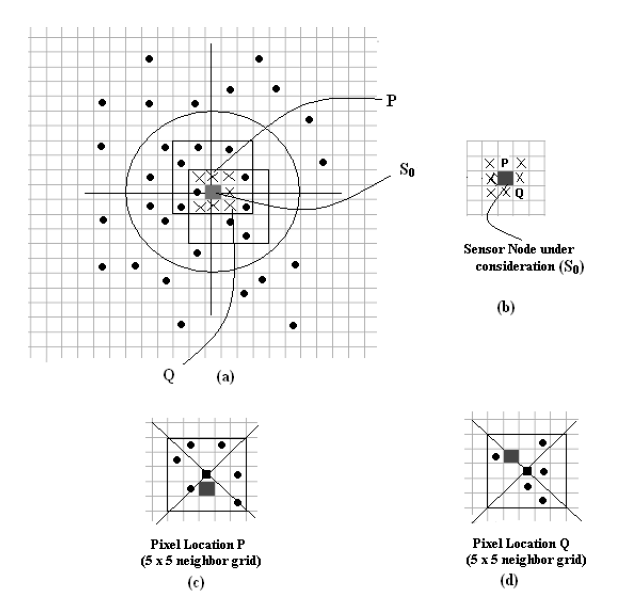 P
S₀
Q
(a)
P
Q
Sensor Node under
consideration (S₀)
(b)
Pixel Location P
(5 x 5 neighbor grid)
(c)
Pixel Location Q
(5 x 5 neighbor grid)
(d)